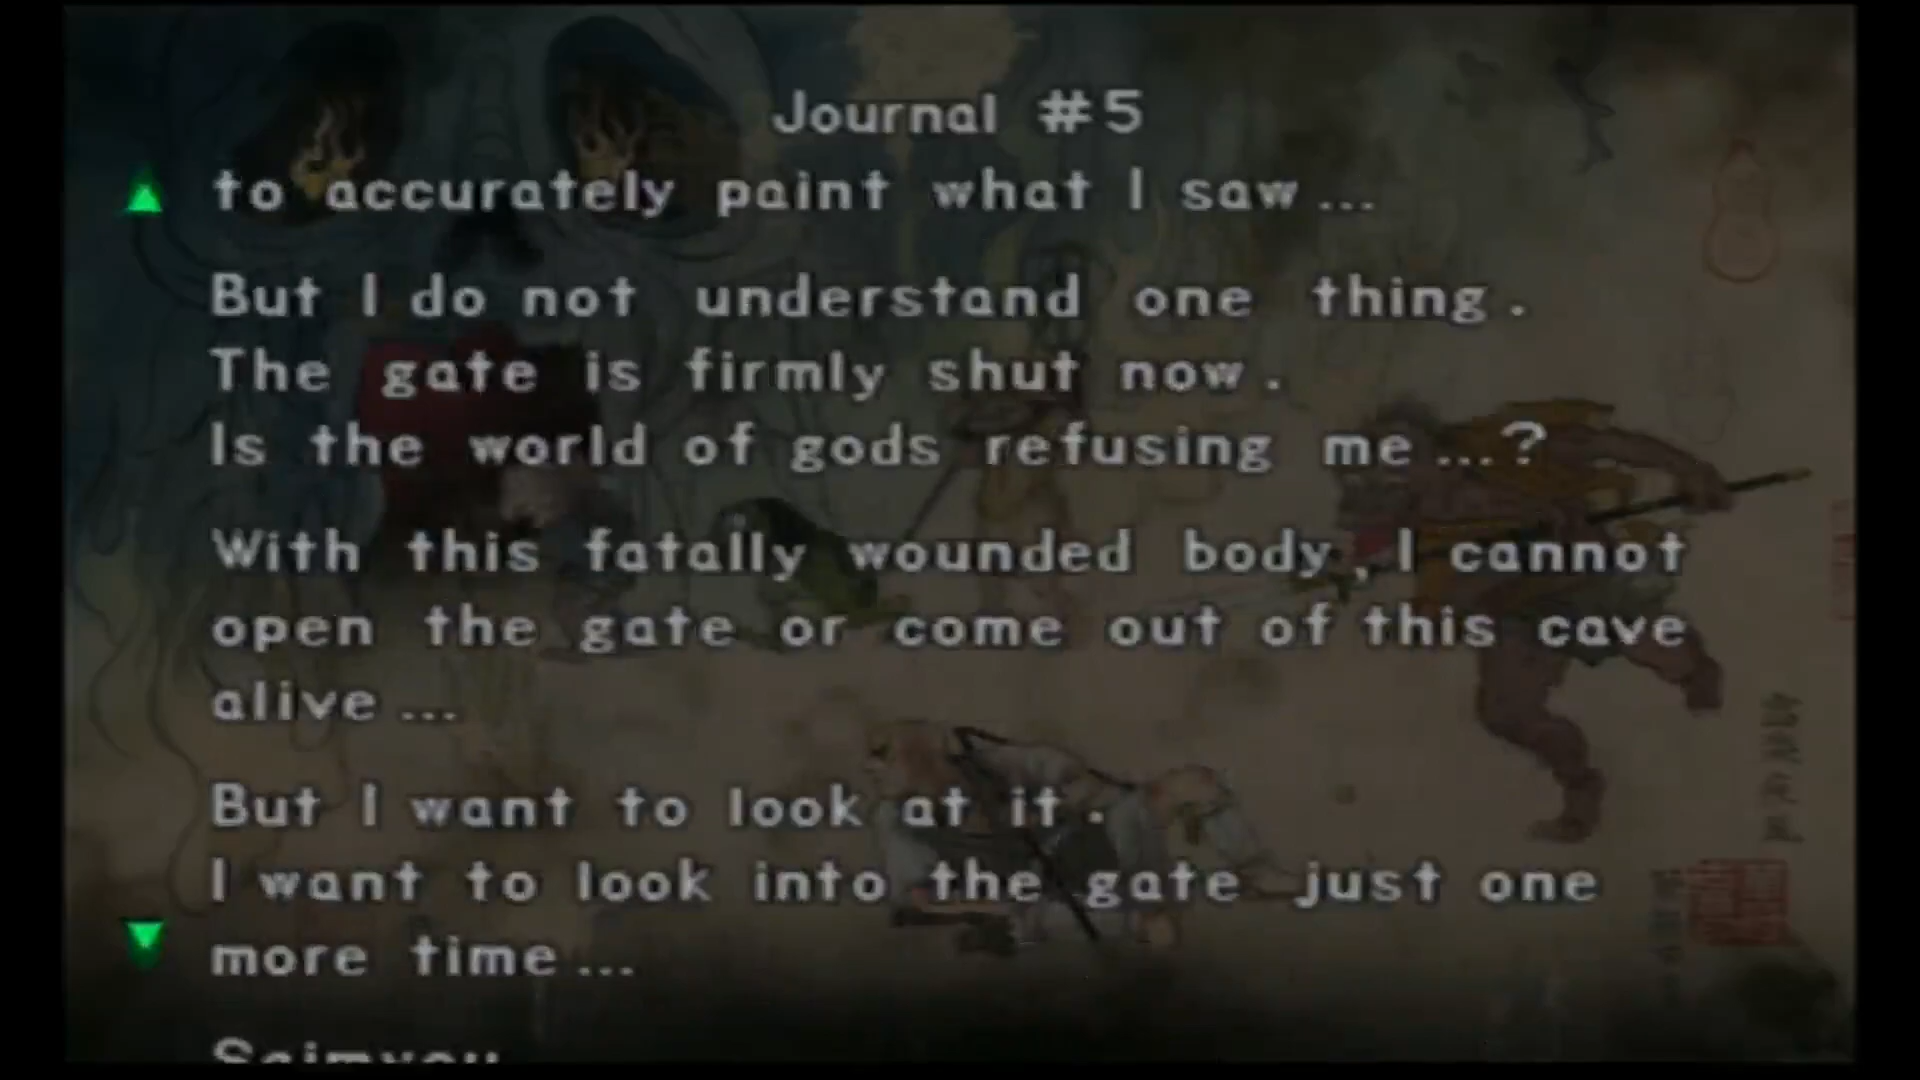 Journal #5
to accurately paint what I saw...
But I do not understand one thing.
The gate is firmly shut now.
Is the world of gods refusing me...?
With this fatally wounded body, I cannot
open the gate or come out of this cave
alive...
But I want to look at it.
I want to look into the gate just one
more time...